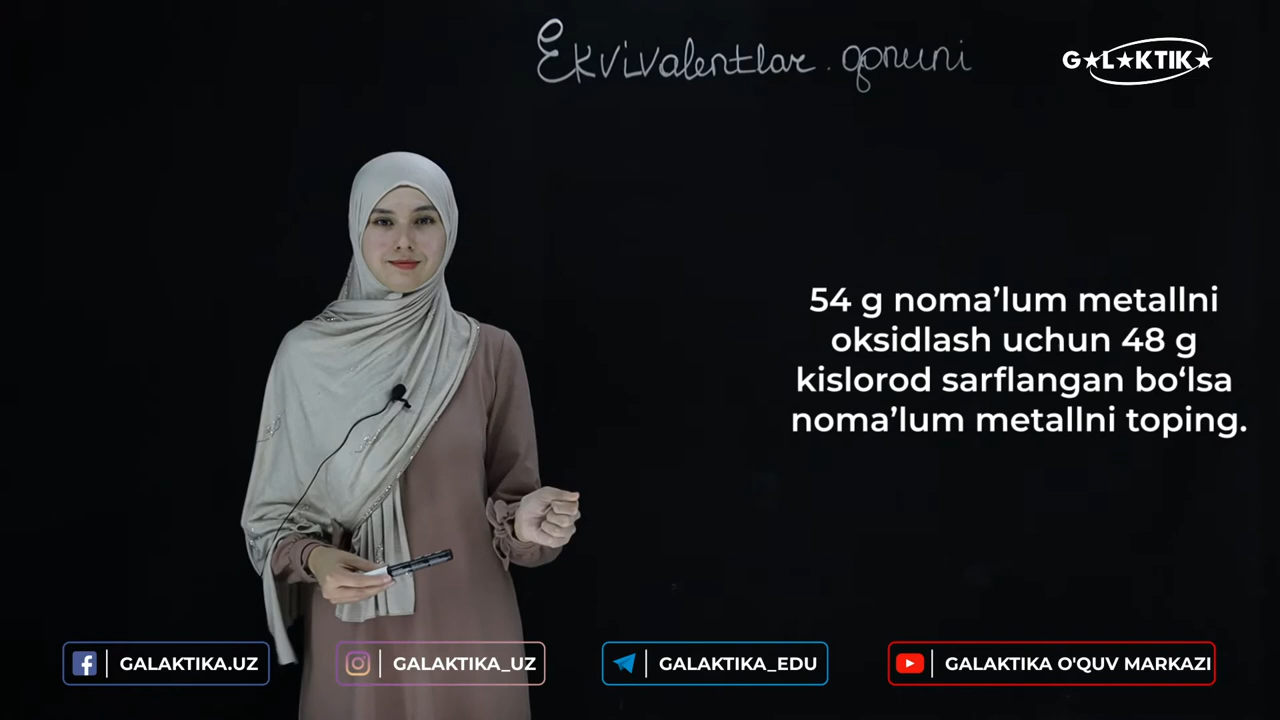 Ekvivalentlar qonuni
G★L★KTIK★
54 g noma’lum metallni
oksidlash uchun 48 g
kislorod sarflangan bo‘lsa
noma’lum metallni toping.
GALAKTIKA.UZ
GALAKTIKA_UZ
GALAKTIKA_EDU
GALAKTIKA O'QUV MARKAZI